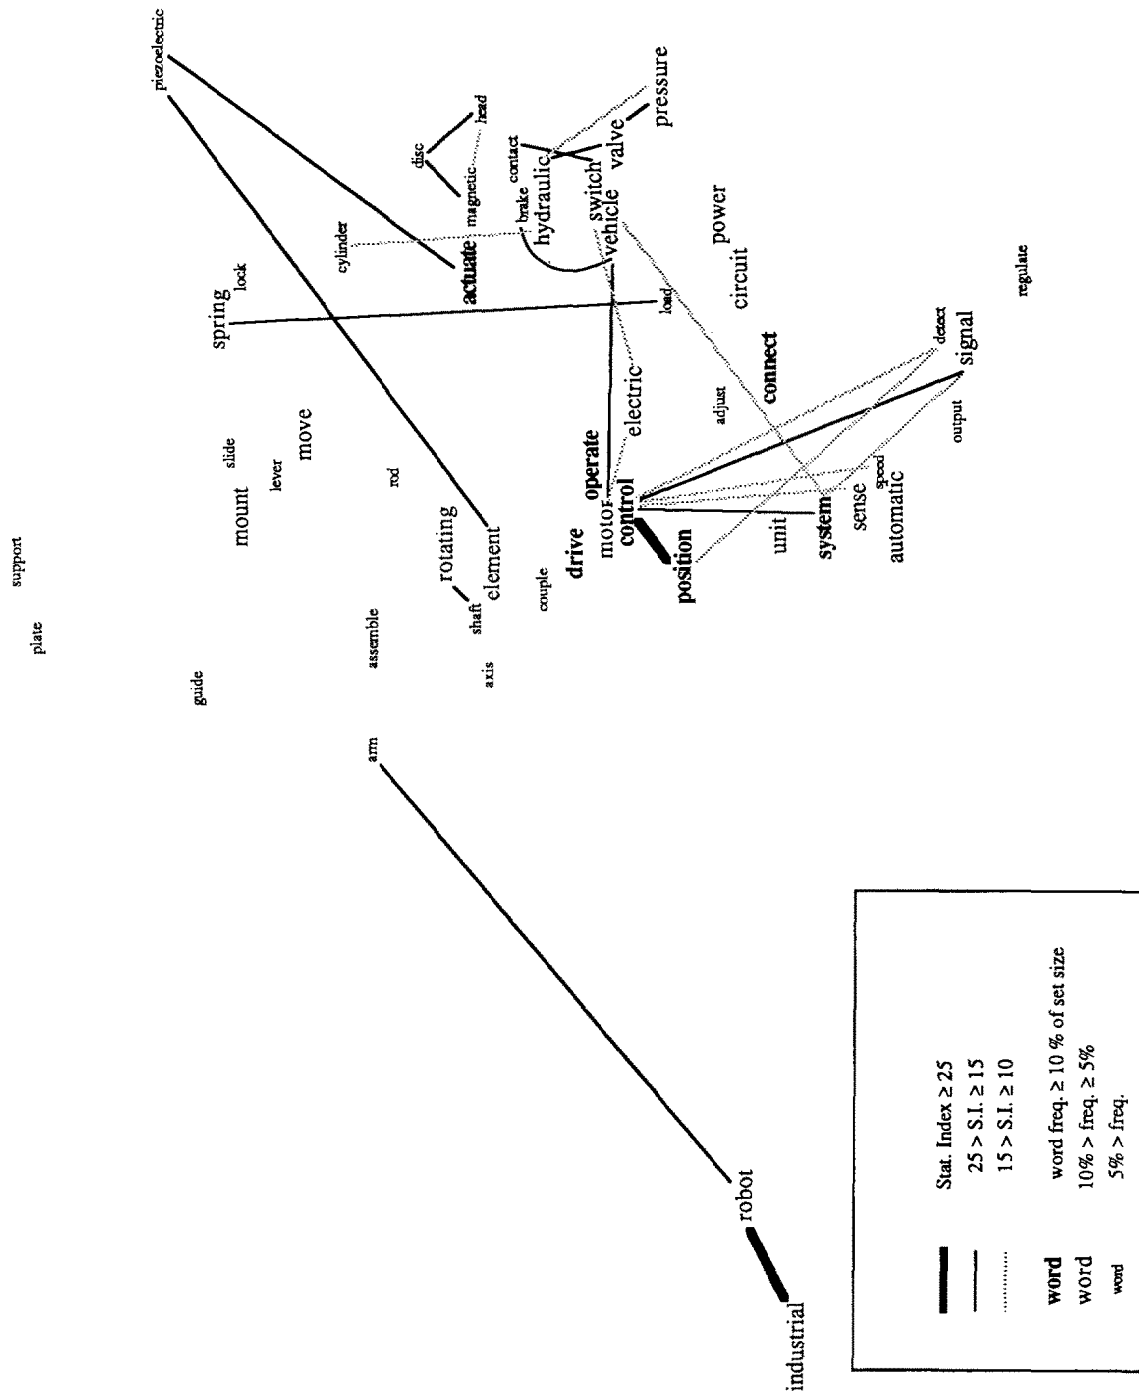 piezoelectric
support
plate
guide
spring
lock
slide
lever
mount
move
cylinder
disc
head
magnetic
actuate
rod
assemble
arm
rotating
shaft
element
axis
couple
contact
brake
hydraulic
switch
valve
vehicle
pressure
load
power
circuit
electric
operate
drive
motor
control
position
adjust
connect
unit
system
sense
speed
automatic
output
detect
signal
regulate
robot
industrial
Stat. Index ≥ 25
25 > S.I. ≥ 15
15 > S.I. ≥ 10
word word freq. ≥ 10 % of set size
word 10% > freq. ≥ 5%
word 5% > freq.